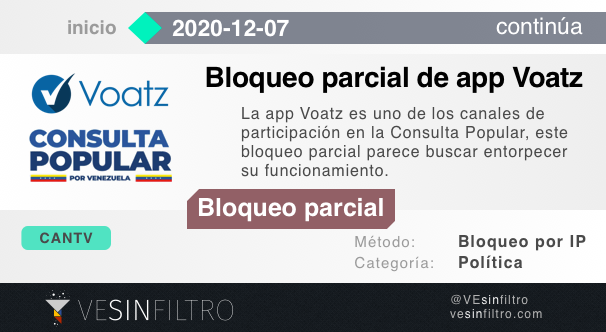 inicio 2020-12-07 continúa
Voatz
CONSULTA
POPULAR
POR VENEZUELA
Bloqueo parcial de app Voatz
La app Voatz es uno de los canales de
participación en la Consulta Popular, este
bloqueo parcial parece buscar entorpecer
su funcionamiento.
Bloqueo parcial
CANTV
Método: Bloqueo por IP
Categoría: Política
VESINFILTRO
@VEsinfiltro
vesinfiltro.com